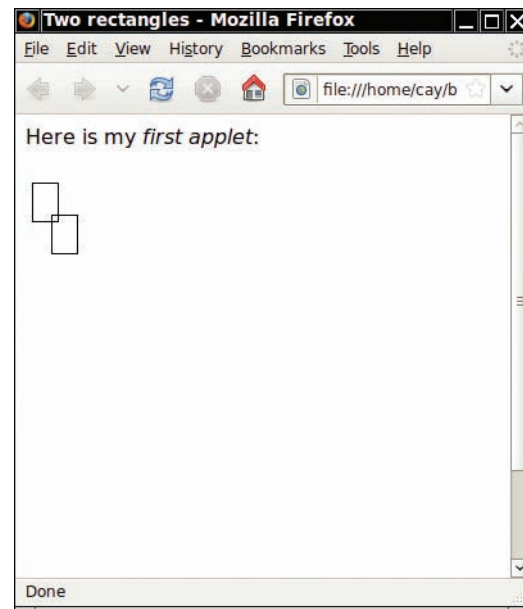 Two rectangles - Mozilla Firefox
File Edit View History Bookmarks Tools Help
file:///home/cay/b
Here is my first applet:
Done